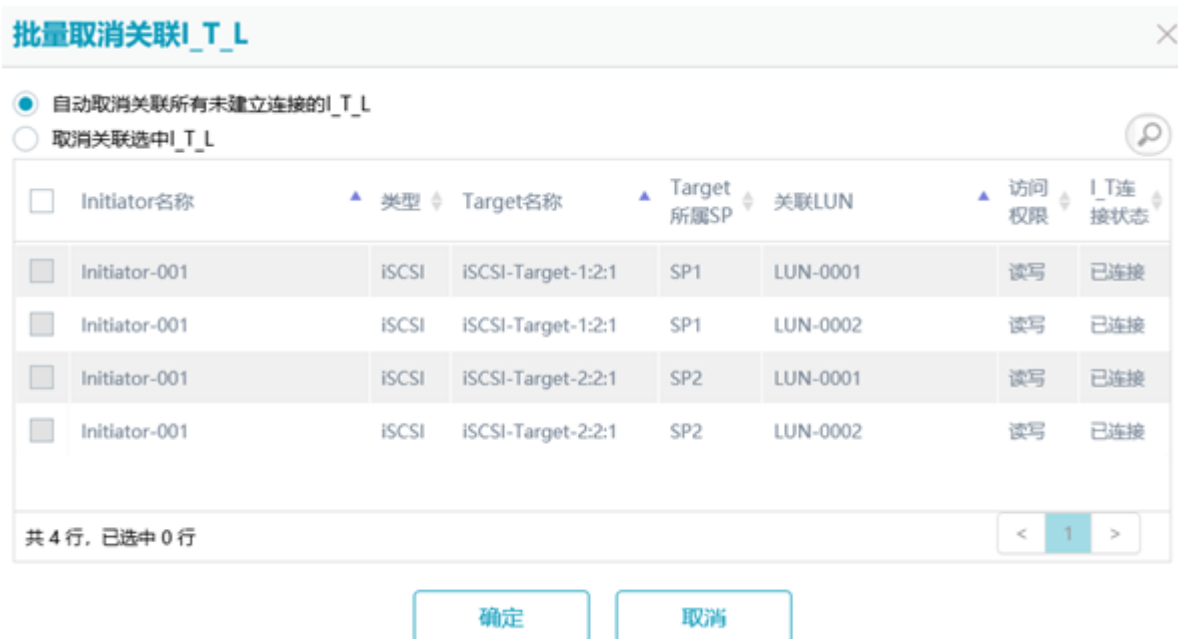 批量取消关联I_T_L
自动取消关联所有未建立连接的I_T_L
取消关联选中I_T_L
Initiator名称 类型 Target名称 Target所属SP 关联LUN 访问权限 I_T连接状态
Initiator-001 iSCSI iSCSI-Target-1:2:1 SP1 LUN-0001 读写 已连接
Initiator-001 iSCSI iSCSI-Target-1:2:1 SP1 LUN-0002 读写 已连接
Initiator-001 iSCSI iSCSI-Target-2:2:1 SP2 LUN-0001 读写 已连接
Initiator-001 iSCSI iSCSI-Target-2:2:1 SP2 LUN-0002 读写 已连接
共 4 行，已选中 0 行 < 1 >
确定 取消